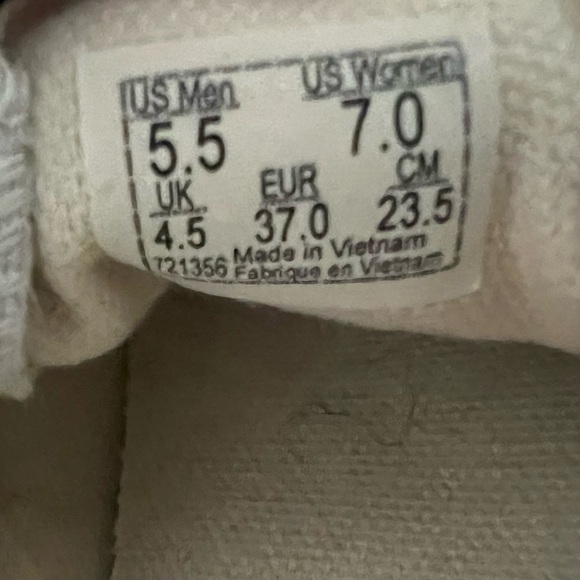 US Men US Women
5.5 7.0
UK EUR CM
4.5 37.0 23.5
721356 Made in Vietnam
Fabrique en Vietnam